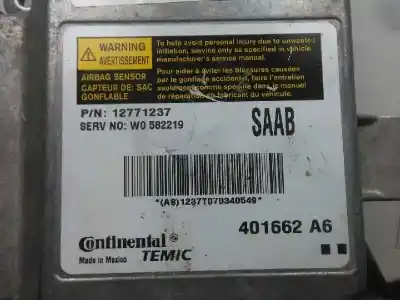 WARNING
AVERTISSEMENT
To help avoid personal injury due to unwanted
initiation, service only as specified in vehicle
manufacturer's service manual.
AIRBAG SENSOR
CAPTEUR DE: SAC
GONFLABLE
Pour aider à éviter les blessures causées
par le gonflage accidentel, faire l'entretien
seulement comme spécifié dans le manuel
de réparation du fabricant du véhicule.
P/N: 12771237
SERV NO: W0 582219
SAAB
*(A6)1237T070340549*
401662 A6
Continental
Made in Mexico
TEMIC